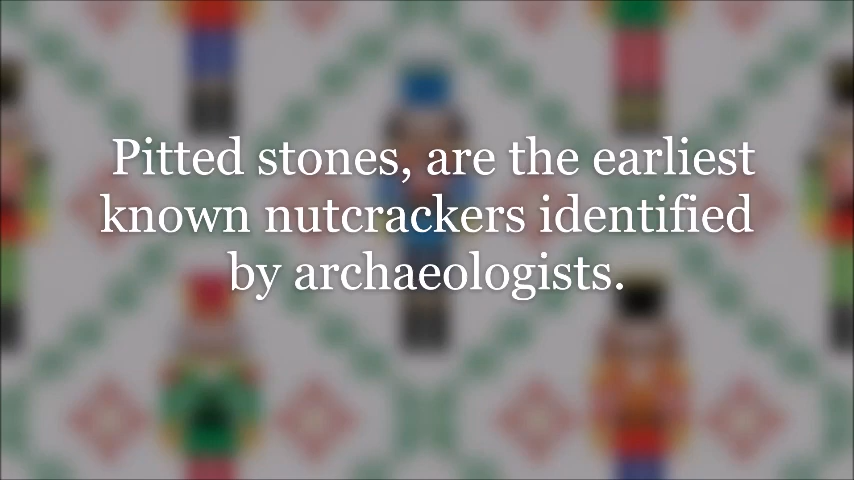 Pitted stones, are the earliest
known nutcrackers identified
by archaeologists.